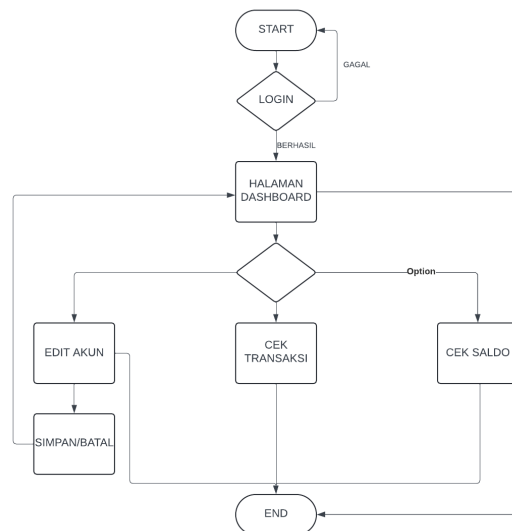 START
GAGAL
LOGIN
BERHASIL
HALAMAN
DASHBOARD
Option
EDIT AKUN
CEK
TRANSAKSI
CEK SALDO
SIMPAN/BATAL
END